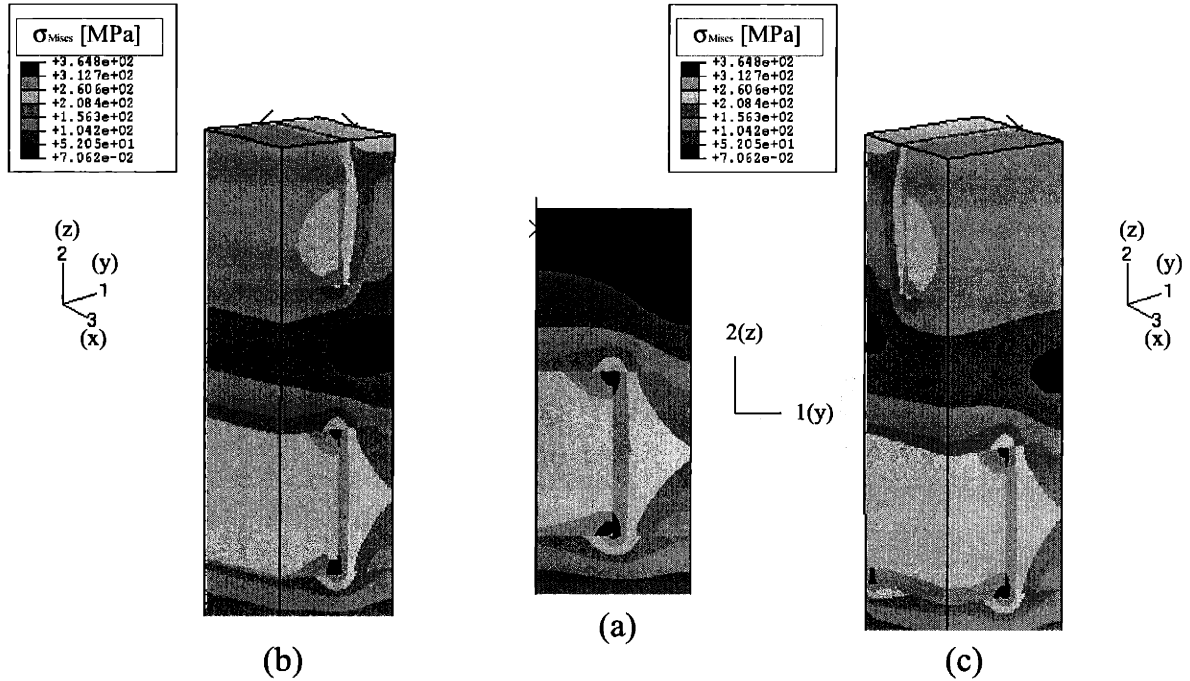 σMises [MPa]
+3.648e+02
+3.127e+02
+2.606e+02
+2.084e+02
+1.563e+02
+1.042e+02
+5.205e+01
+7.062e-02
(z)
2
(y)
1
3
(x)
(b)
2(z)
1(y)
(a)
σMises [MPa]
+3.648e+02
+3.127e+02
+2.606e+02
+2.084e+02
+1.563e+02
+1.042e+02
+5.205e+01
+7.062e-02
(z)
2
(y)
1
3
(x)
(c)